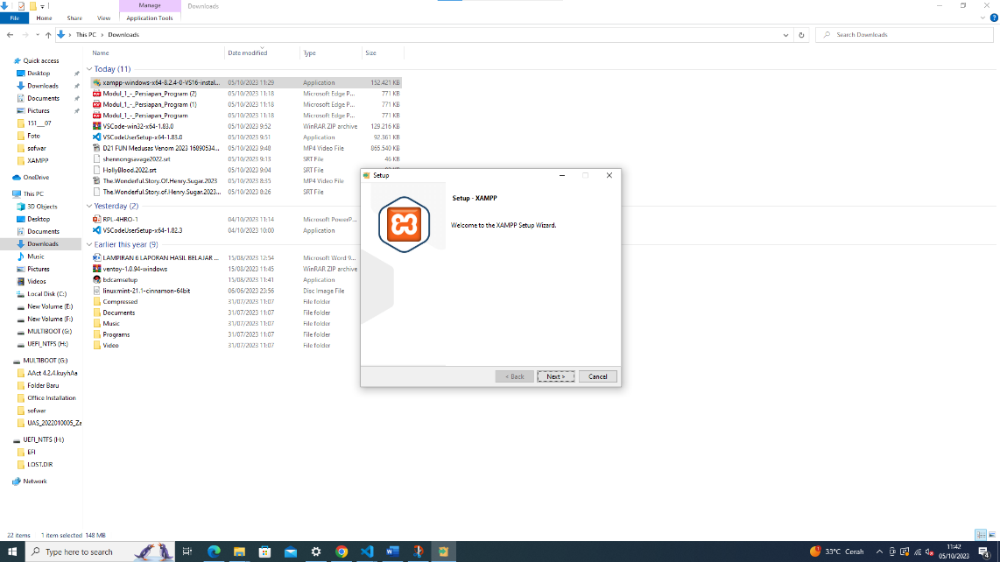 Manage
Downloads
File
Home
Share
View
Application Tools
This PC
Downloads
Search Downloads
Name
Date modified
Type
Size
Quick access
Desktop
Downloads
Documents
Pictures
151___07
Foto
sofwar
XAMPP
OneDrive
This PC
3D Objects
Desktop
Documents
Downloads
Music
Pictures
Videos
Local Disk (C:)
New Volume (E:)
New Volume (F:)
MULTIBOOT (G:)
UEFI_NTFS (H:)
MULTIBOOT (G:)
AAct 4.2.4.kuyhAa
Folder Baru
Office Installation
sofwar
UAS_2022010005_Za
UEFI_NTFS (H:)
EFI
LOST.DIR
Network
Today (11)
xampp-windows-x64-8.2.4-0-VS16-instal... 05/10/2023 11:29 Application 152.421 KB
Modul_1_-_Persiapan_Program (2) 05/10/2023 11:18 Microsoft Edge P... 771 KB
Modul_1_-_Persiapan_Program (1) 05/10/2023 11:18 Microsoft Edge P... 771 KB
Modul_1_-_Persiapan_Program 05/10/2023 11:18 Microsoft Edge P... 771 KB
VSCode-win32-x64-1.83.0 05/10/2023 9:52 WinRAR ZIP archive 129.216 KB
VSCodeUserSetup-x64-1.83.0 05/10/2023 9:51 Application 92.361 KB
D21 FUN Medusas Venom 2023 16890534... 05/10/2023 9:48 MP4 Video File 865.540 KB
shennongsavage2022.srt 05/10/2023 9:13 SRT File 46 KB
HollyBlood.2022.srt 05/10/2023 9:04 SRT File
The.Wonderful.Story.Of.Henry.Sugar.2023 05/10/2023 8:35 MP4 Video File
The.Wonderful.Story.of.Henry.Sugar.2023... 05/10/2023 8:26 SRT File
Yesterday (2)
RPL-4HRO-1 04/10/2023 11:14 Microsoft PowerP...
VSCodeUserSetup-x64-1.82.3 04/10/2023 10:00 Application
Earlier this year (9)
LAMPIRAN 6 LAPORAN HASIL BELAJAR ... 15/08/2023 12:54 Microsoft Word 9...
ventoy-1.0.94-windows 15/08/2023 11:45 WinRAR ZIP archive
bdcamsetup 15/08/2023 11:41 Application
linuxmint-21.1-cinnamon-64bit 06/06/2023 23:56 Disc Image File
Compressed 31/07/2023 11:07 File folder
Documents 31/07/2023 11:07 File folder
Music 31/07/2023 11:07 File folder
Programs 31/07/2023 11:07 File folder
Video 31/07/2023 11:07 File folder
Setup
Setup - XAMPP
Welcome to the XAMPP Setup Wizard.
< Back
Next >
Cancel
22 items
1 item selected 148 MB
Type here to search
33°C Cerah
11:42
05/10/2023
4